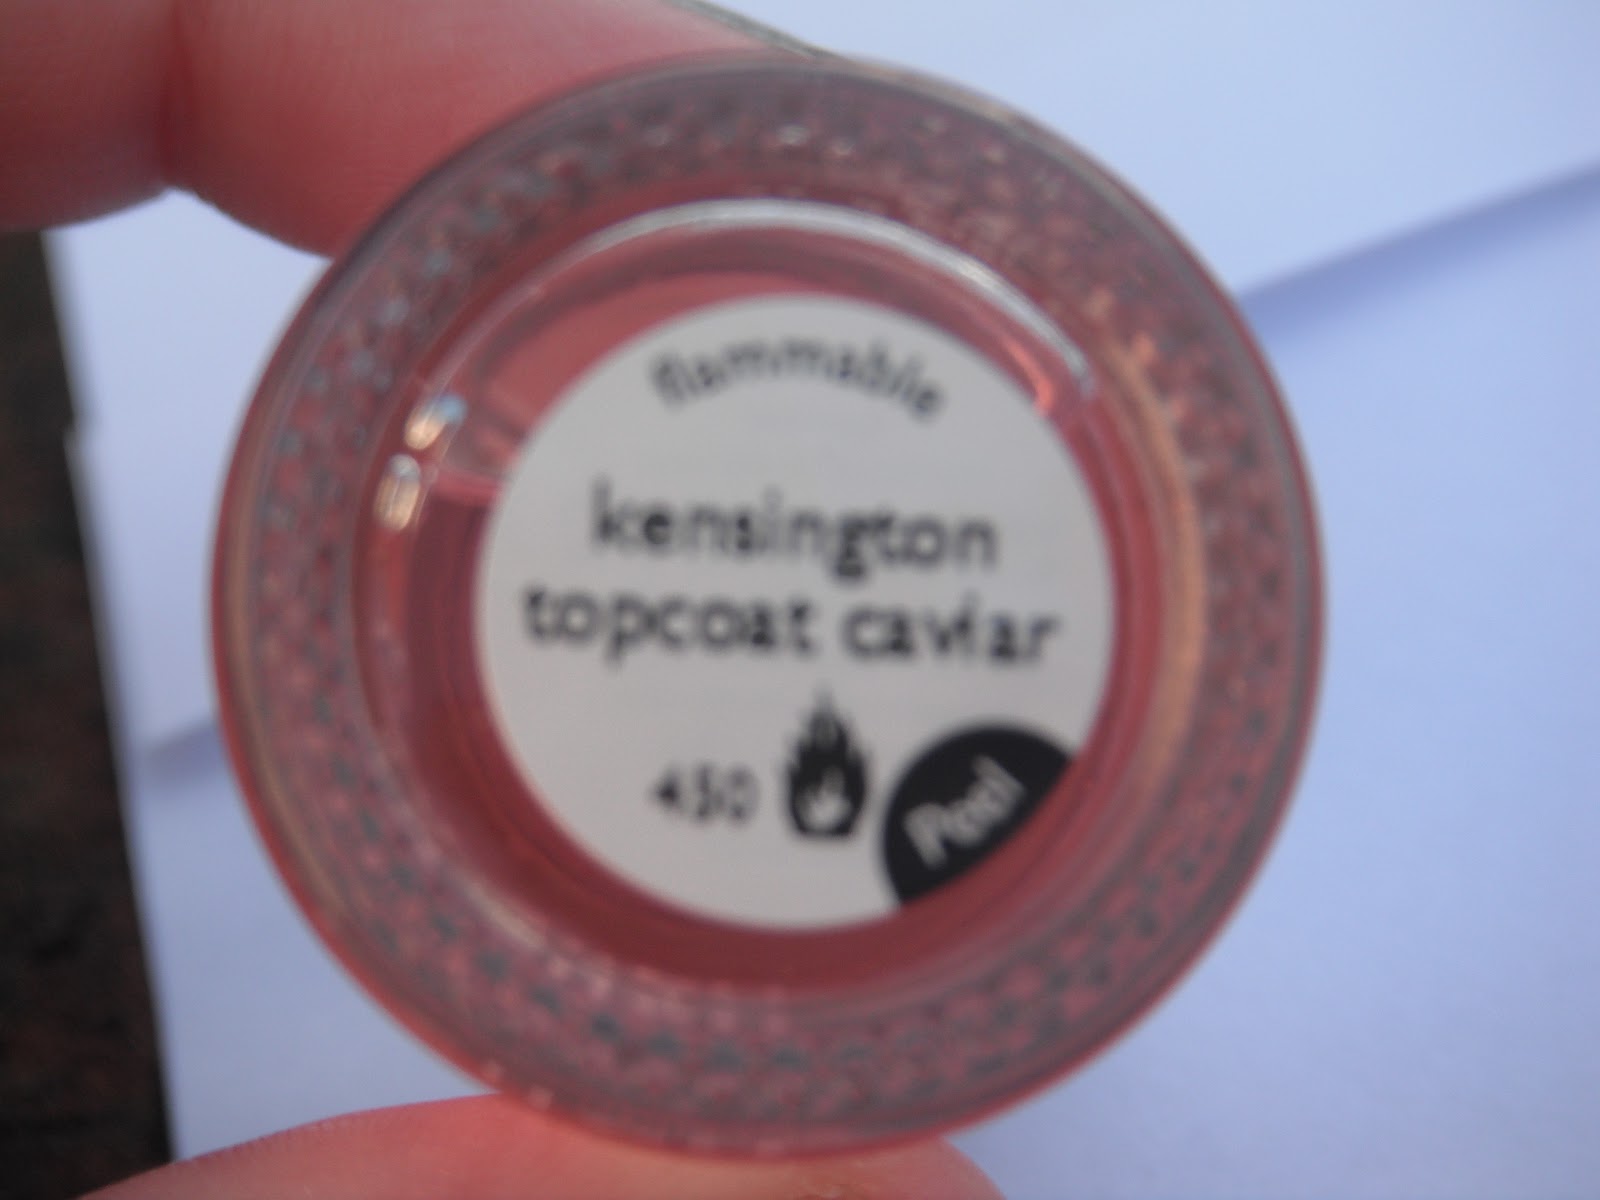 flammable
kensington
topcoat caviar
450
Peel